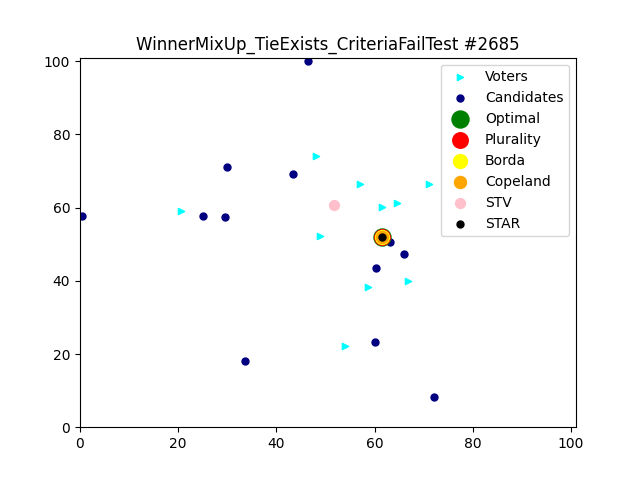 WinnerMixUp_TieExists_CriteriaFailTest #2685
100
80
60
40
20
0
0
20
40
60
80
100
Voters
Candidates
Optimal
Plurality
Borda
Copeland
STV
STAR